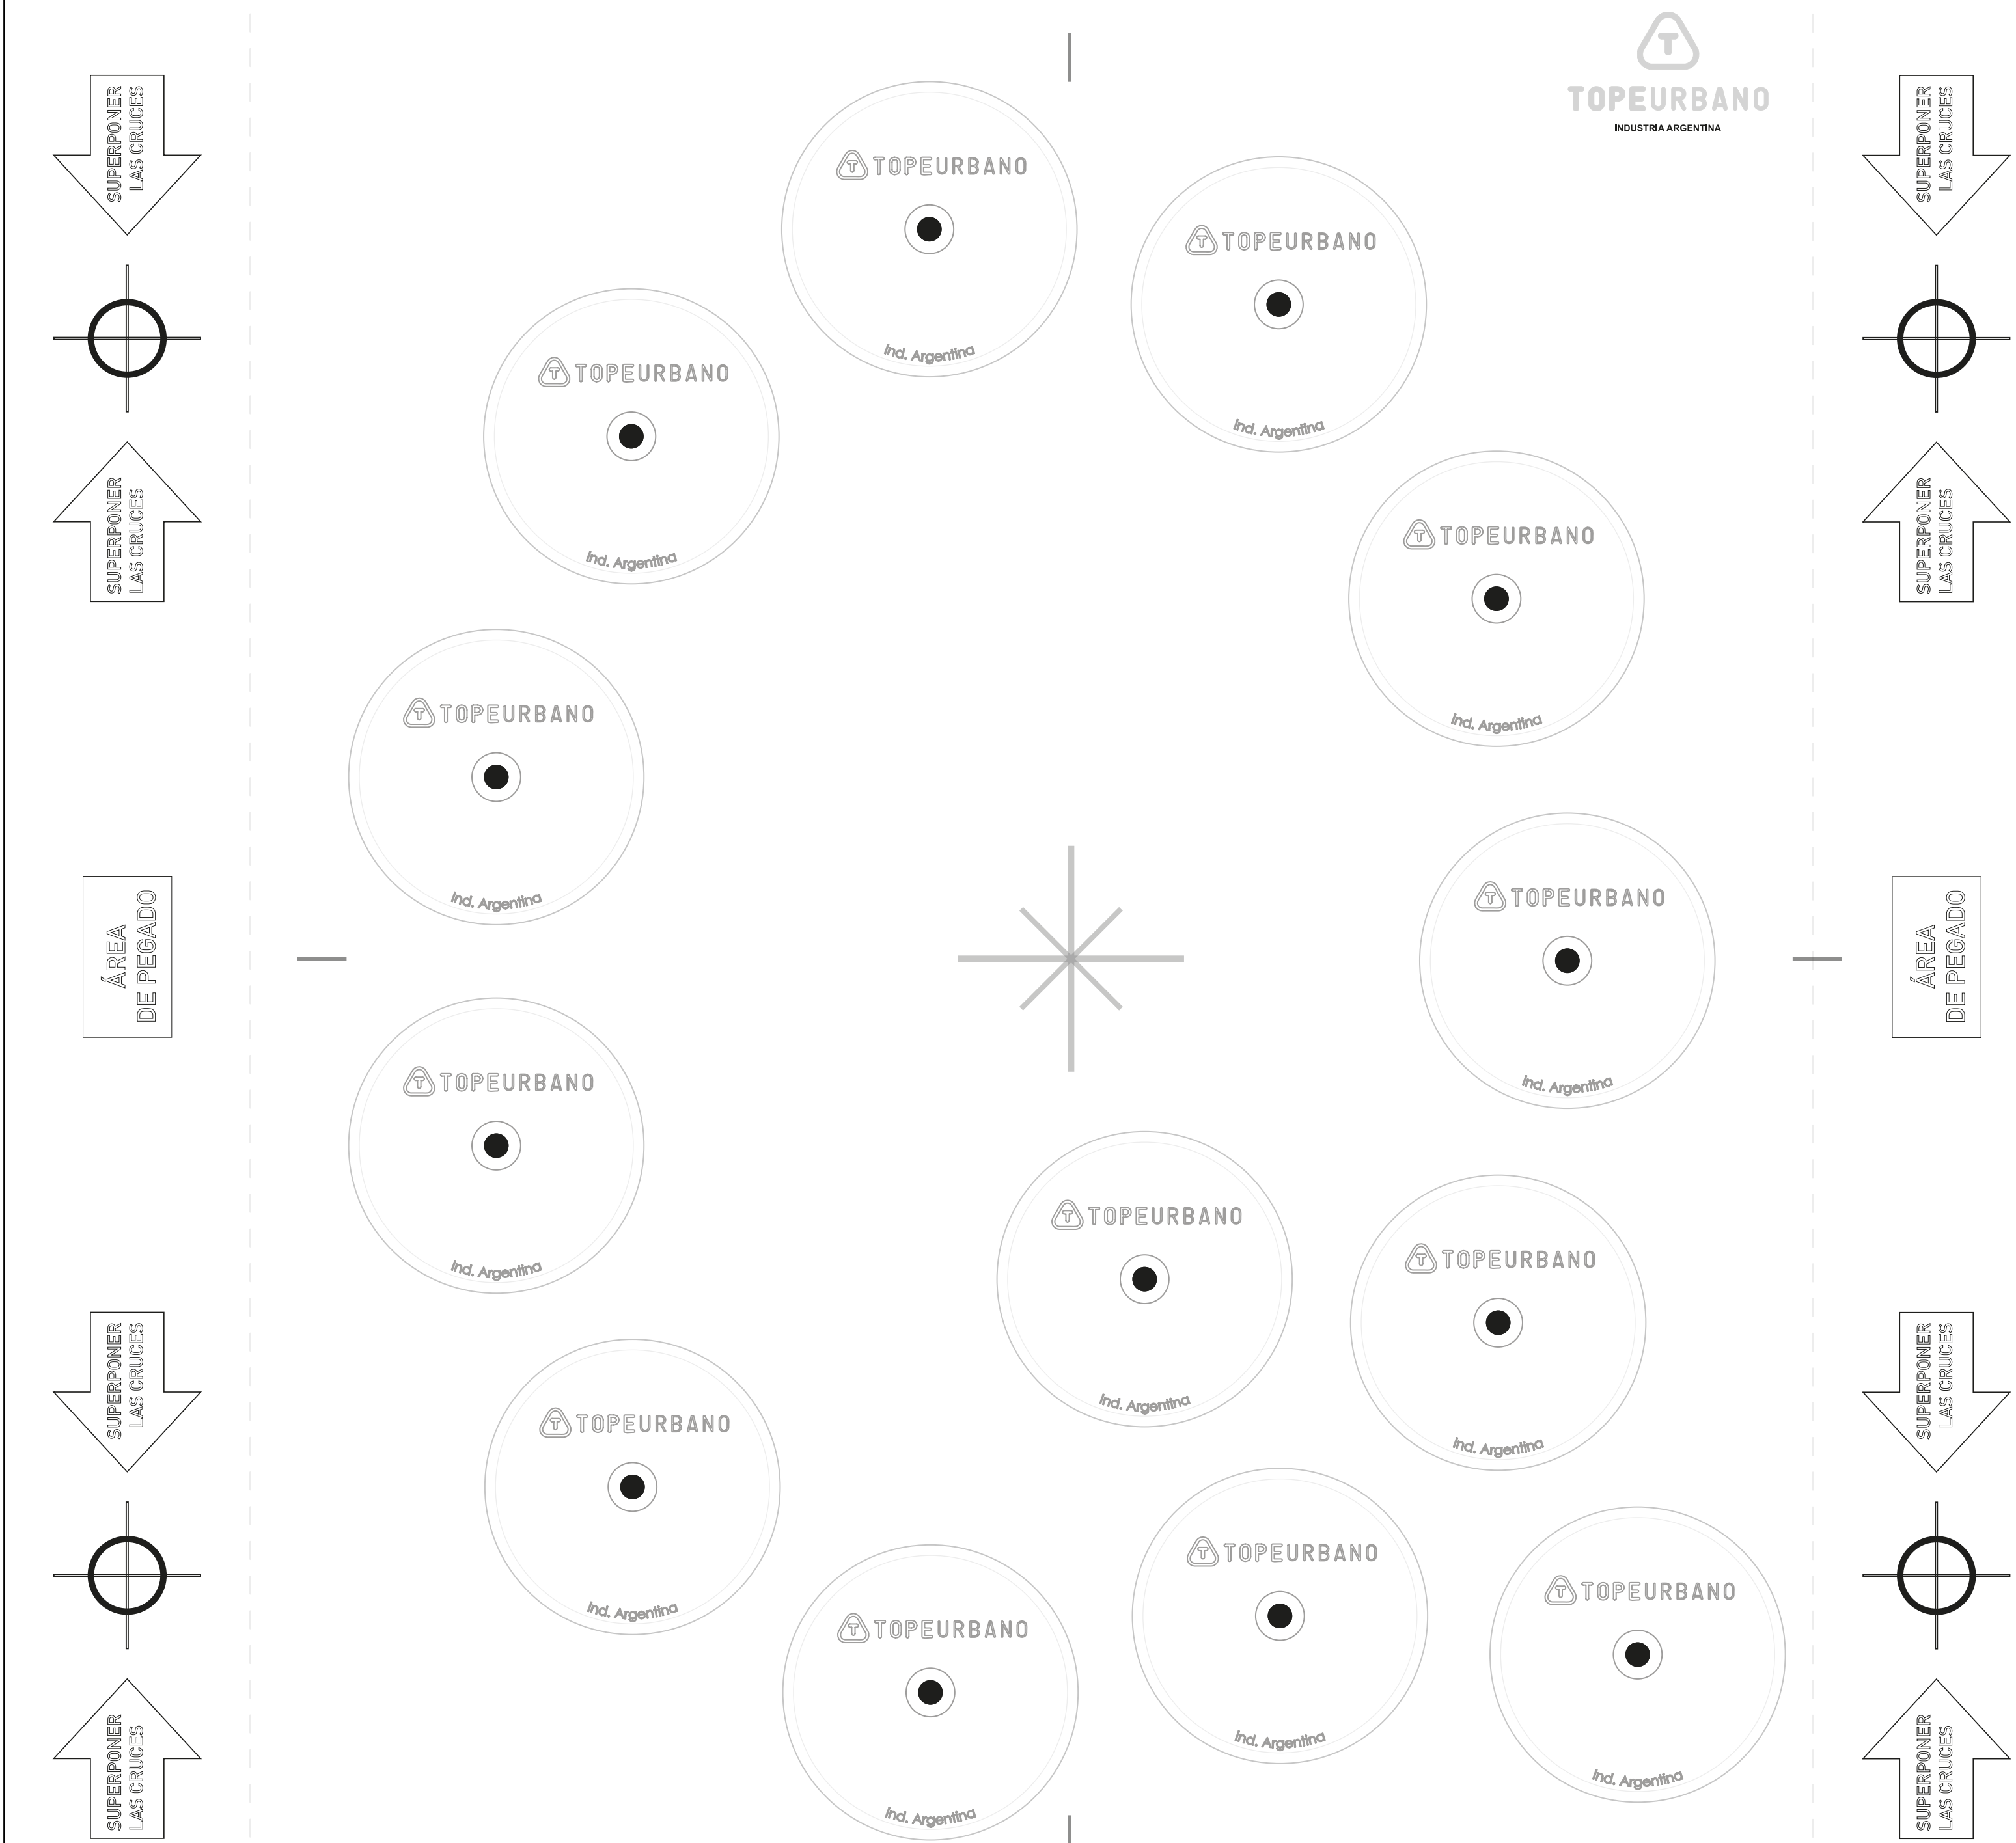 TOPEURBANO
INDUSTRIA ARGENTINA
SUPERPONER
LAS CRUCES
SUPERPONER
LAS CRUCES
TOPEURBANO
Ind. Argentina
TOPEURBANO
Ind. Argentina
TOPEURBANO
Ind. Argentina
SUPERPONER
LAS CRUCES
SUPERPONER
LAS CRUCES
TOPEURBANO
Ind. Argentina
TOPEURBANO
Ind. Argentina
TOPEURBANO
Ind. Argentina
ÁREA
DE PEGADO
ÁREA
DE PEGADO
TOPEURBANO
Ind. Argentina
TOPEURBANO
Ind. Argentina
TOPEURBANO
Ind. Argentina
SUPERPONER
LAS CRUCES
SUPERPONER
LAS CRUCES
TOPEURBANO
Ind. Argentina
TOPEURBANO
Ind. Argentina
TOPEURBANO
Ind. Argentina
TOPEURBANO
Ind. Argentina
SUPERPONER
LAS CRUCES
SUPERPONER
LAS CRUCES